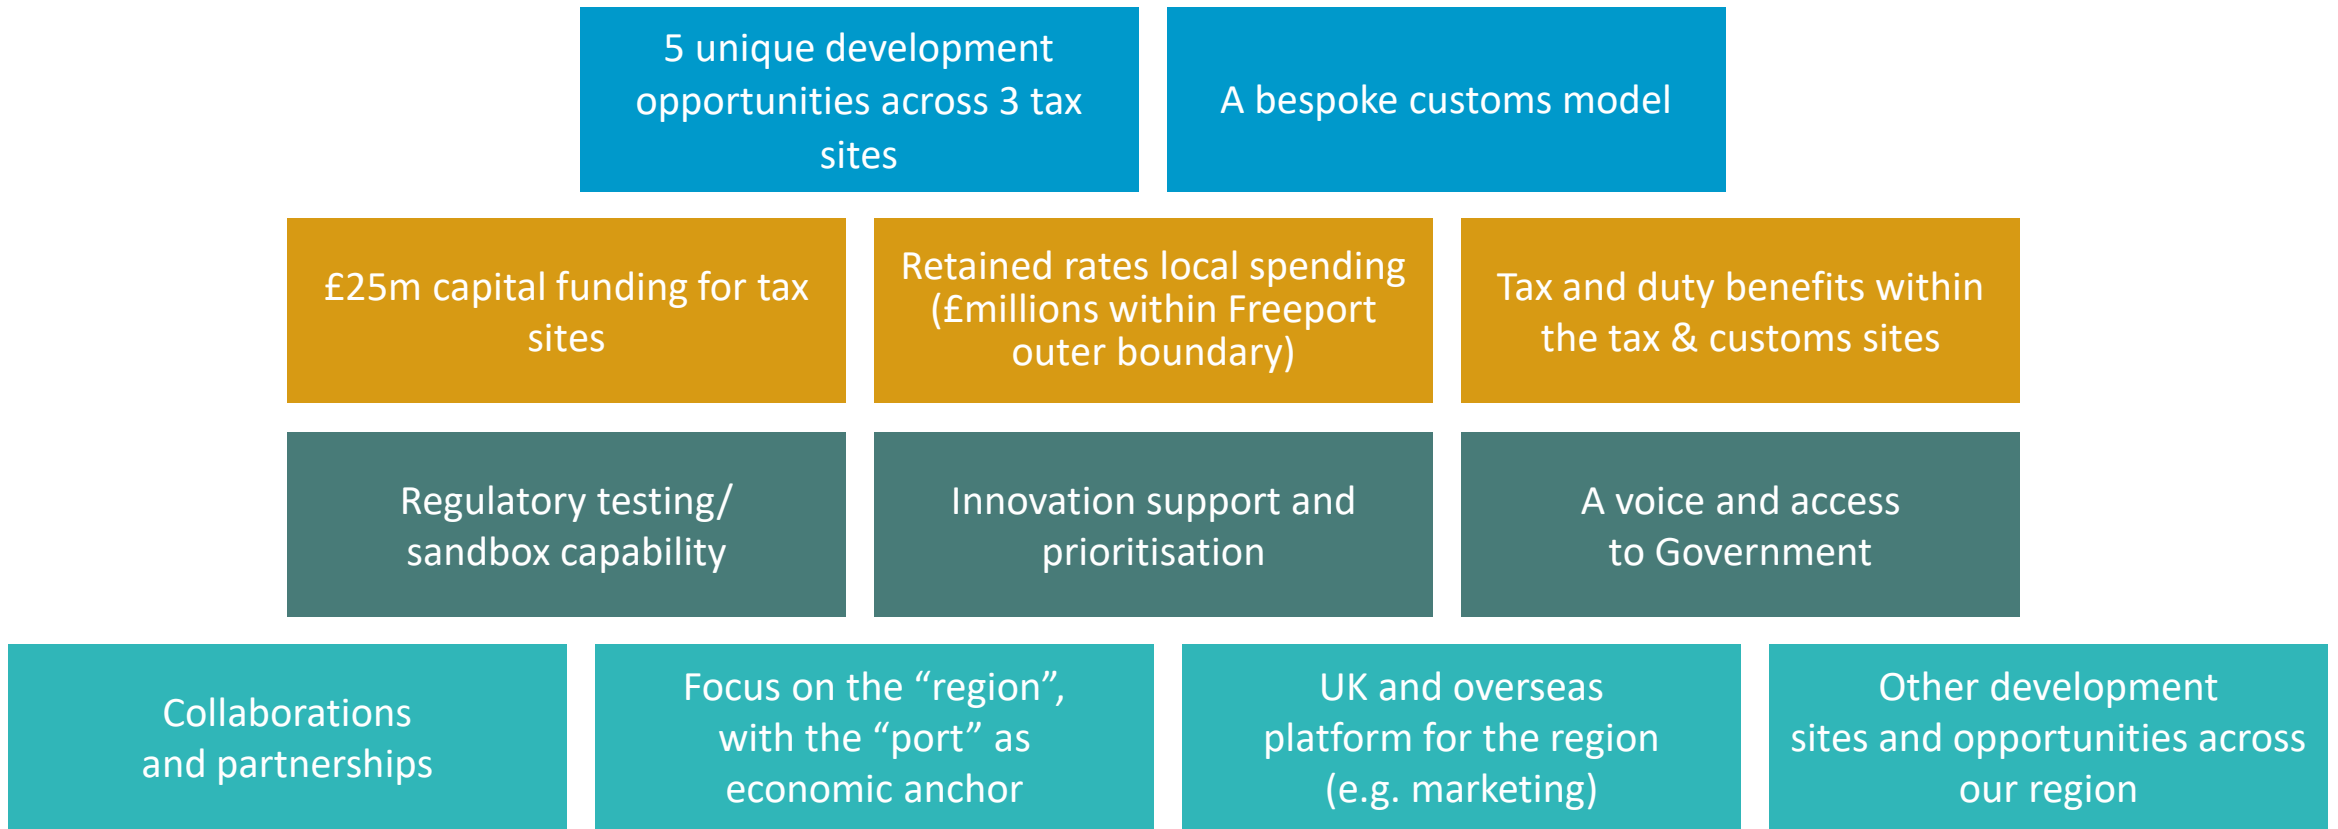 5 unique development
opportunities across 3 tax
sites
A bespoke customs model
£25m capital funding for tax
sites
Retained rates local spending
(£millions within Freeport
outer boundary)
Tax and duty benefits within
the tax & customs sites
Regulatory testing/
sandbox capability
Innovation support and
prioritisation
A voice and access
to Government
Collaborations
and partnerships
Focus on the “region”,
with the “port” as
economic anchor
UK and overseas
platform for the region
(e.g. marketing)
Other development
sites and opportunities across
our region